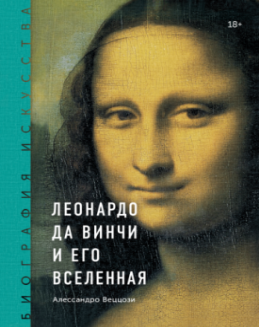 18+
БИОГРАФИЯ ИСКУССТВА
ЛЕОНАРДО
ДА ВИНЧИ
И ЕГО
ВСЕЛЕННАЯ
Алессандро Веццози